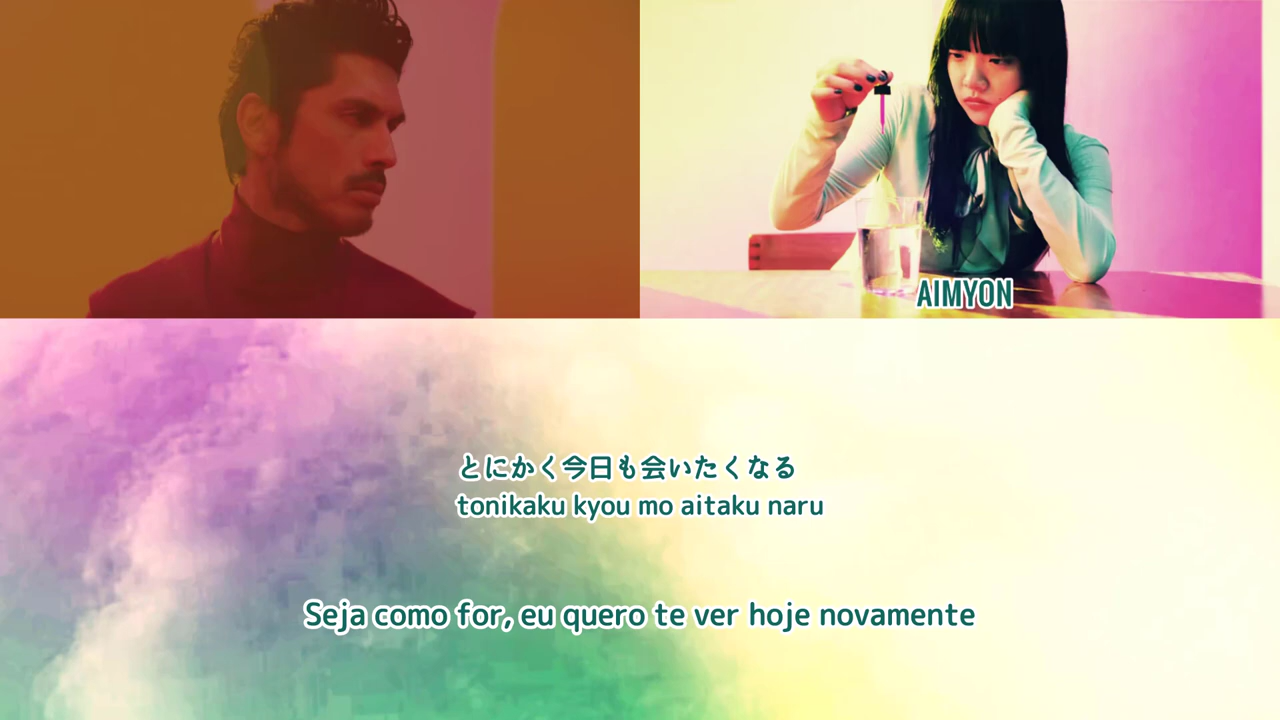 AIMYON
とにかく今日も会いたくなる
tonikaku kyou mo aitaku naru
Seja como for, eu quero te ver hoje novamente